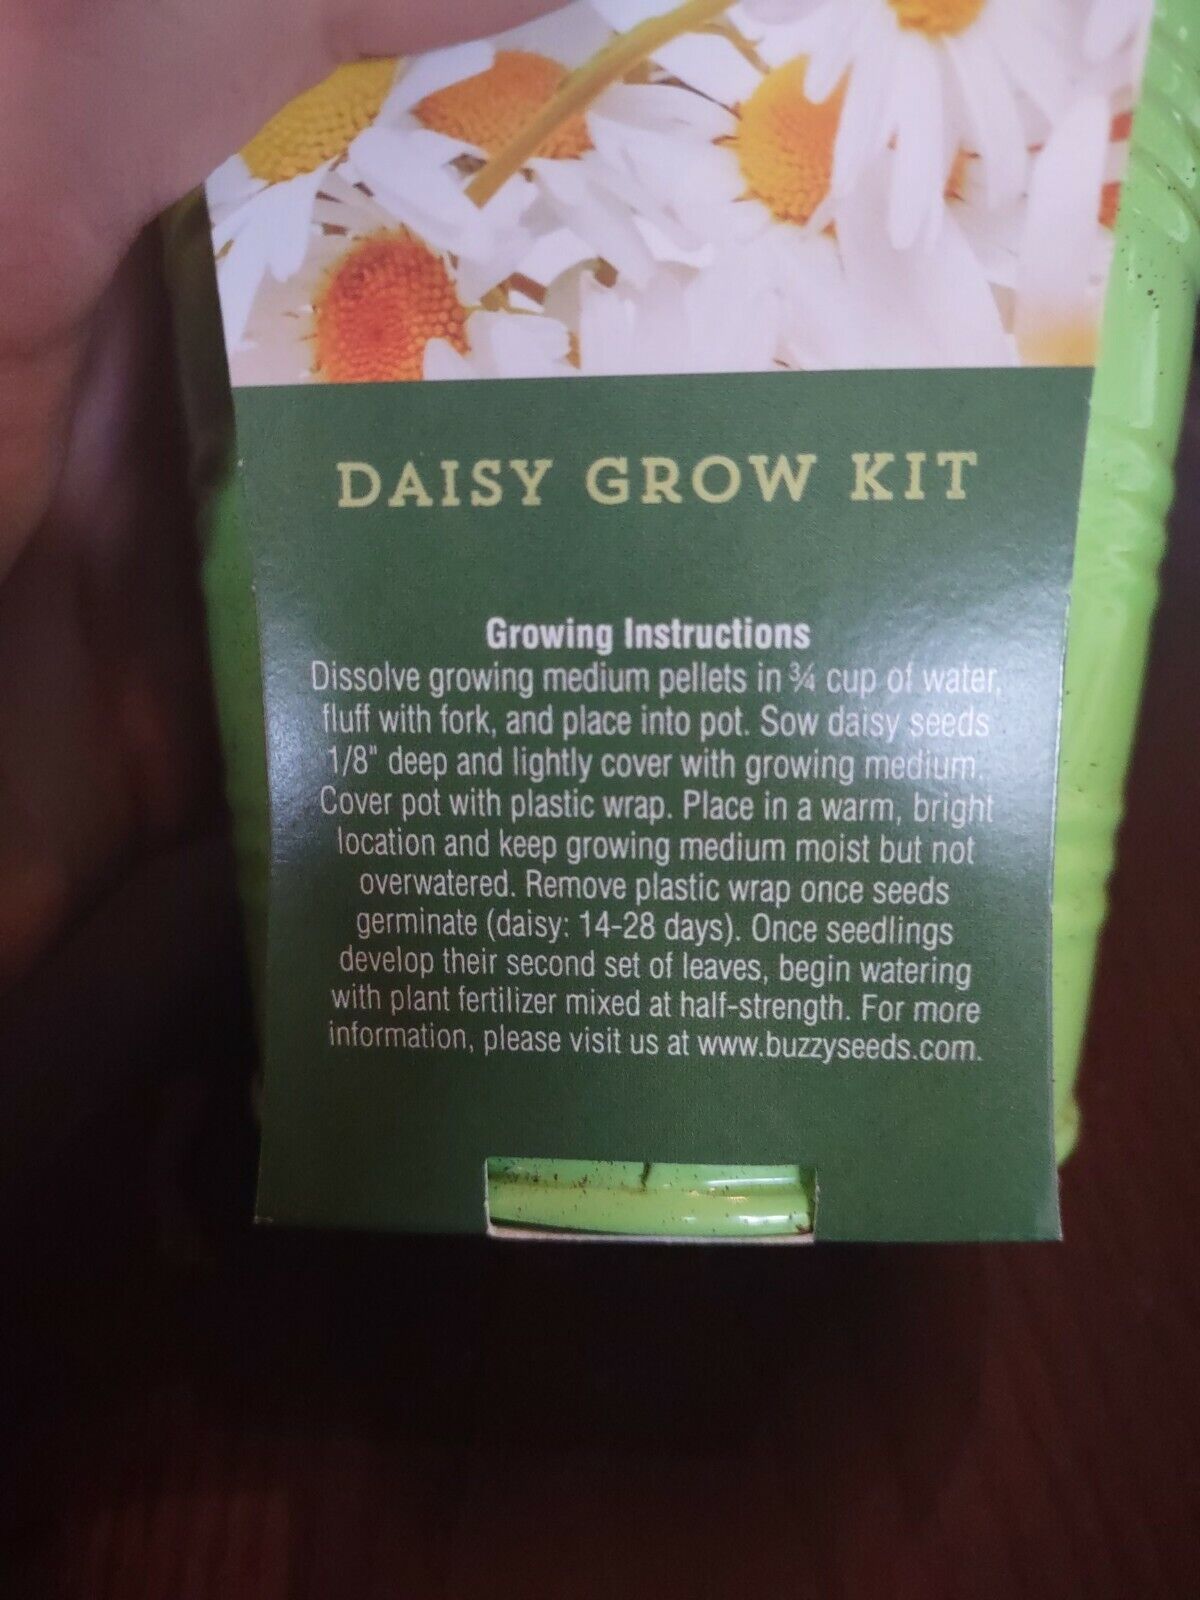 DAISY GROW KIT
Growing Instructions
Dissolve growing medium pellets in ¾ cup of water,
fluff with fork, and place into pot. Sow daisy seeds
1/8" deep and lightly cover with growing medium.
Cover pot with plastic wrap. Place in a warm, bright
location and keep growing medium moist but not
overwatered. Remove plastic wrap once seeds
germinate (daisy: 14-28 days). Once seedlings
develop their second set of leaves, begin watering
with plant fertilizer mixed at half-strength. For more
information, please visit us at www.buzzyseeds.com.